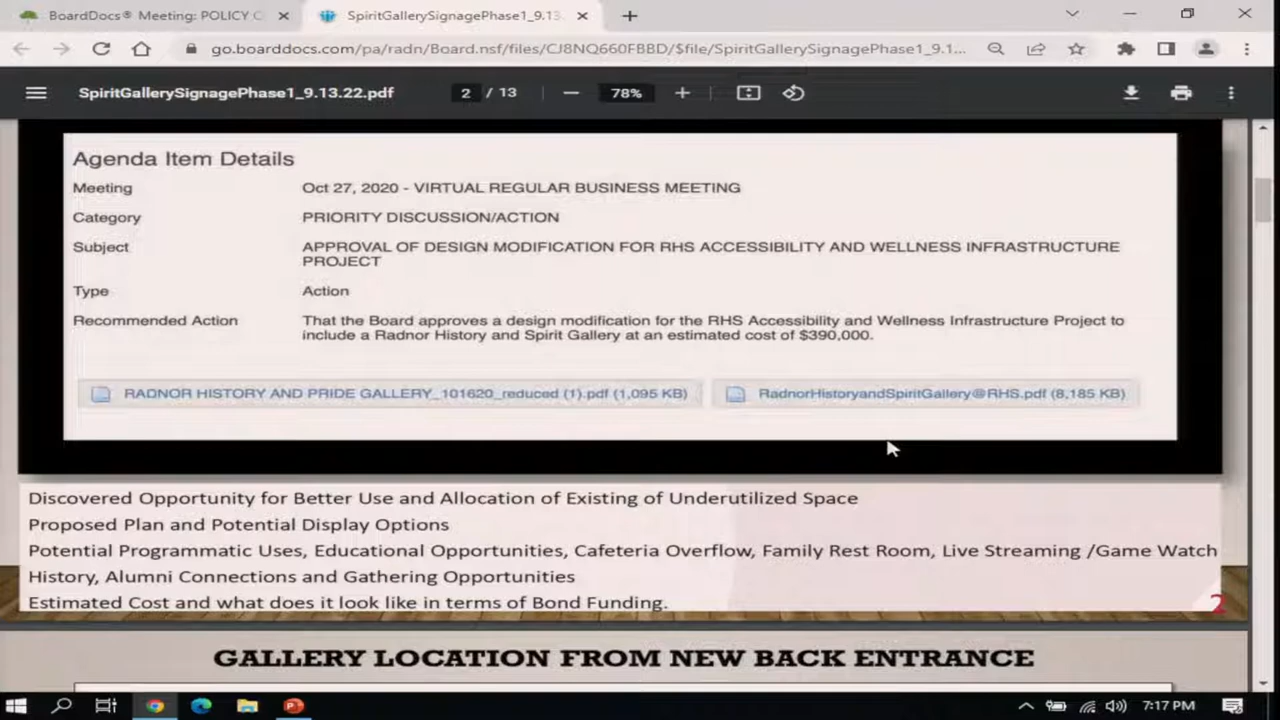 BoardDocs® Meeting: POLICY C
SpiritGallerySignagePhase1_9.13.
go.boarddocs.com/pa/radn/Board.nsf/files/CJ8NQ660FBBD/$file/SpiritGallerySignagePhase1_9.1...
SpiritGallerySignagePhase1_9.13.22.pdf
2 / 13
78%
Agenda Item Details
Meeting Oct 27, 2020 - VIRTUAL REGULAR BUSINESS MEETING
Category PRIORITY DISCUSSION/ACTION
Subject APPROVAL OF DESIGN MODIFICATION FOR RHS ACCESSIBILITY AND WELLNESS INFRASTRUCTURE
PROJECT
Type Action
Recommended Action That the Board approves a design modification for the RHS Accessibility and Wellness Infrastructure Project to
include a Radnor History and Spirit Gallery at an estimated cost of $390,000.
RADNOR HISTORY AND PRIDE GALLERY_101620_reduced (1).pdf (1,095 KB) RadnorHistoryandSpiritGallery@RHS.pdf (8,185 KB)
Discovered Opportunity for Better Use and Allocation of Existing of Underutilized Space
Proposed Plan and Potential Display Options
Potential Programmatic Uses, Educational Opportunities, Cafeteria Overflow, Family Rest Room, Live Streaming /Game Watch
History, Alumni Connections and Gathering Opportunities
Estimated Cost and what does it look like in terms of Bond Funding.
2
GALLERY LOCATION FROM NEW BACK ENTRANCE
7:17 PM